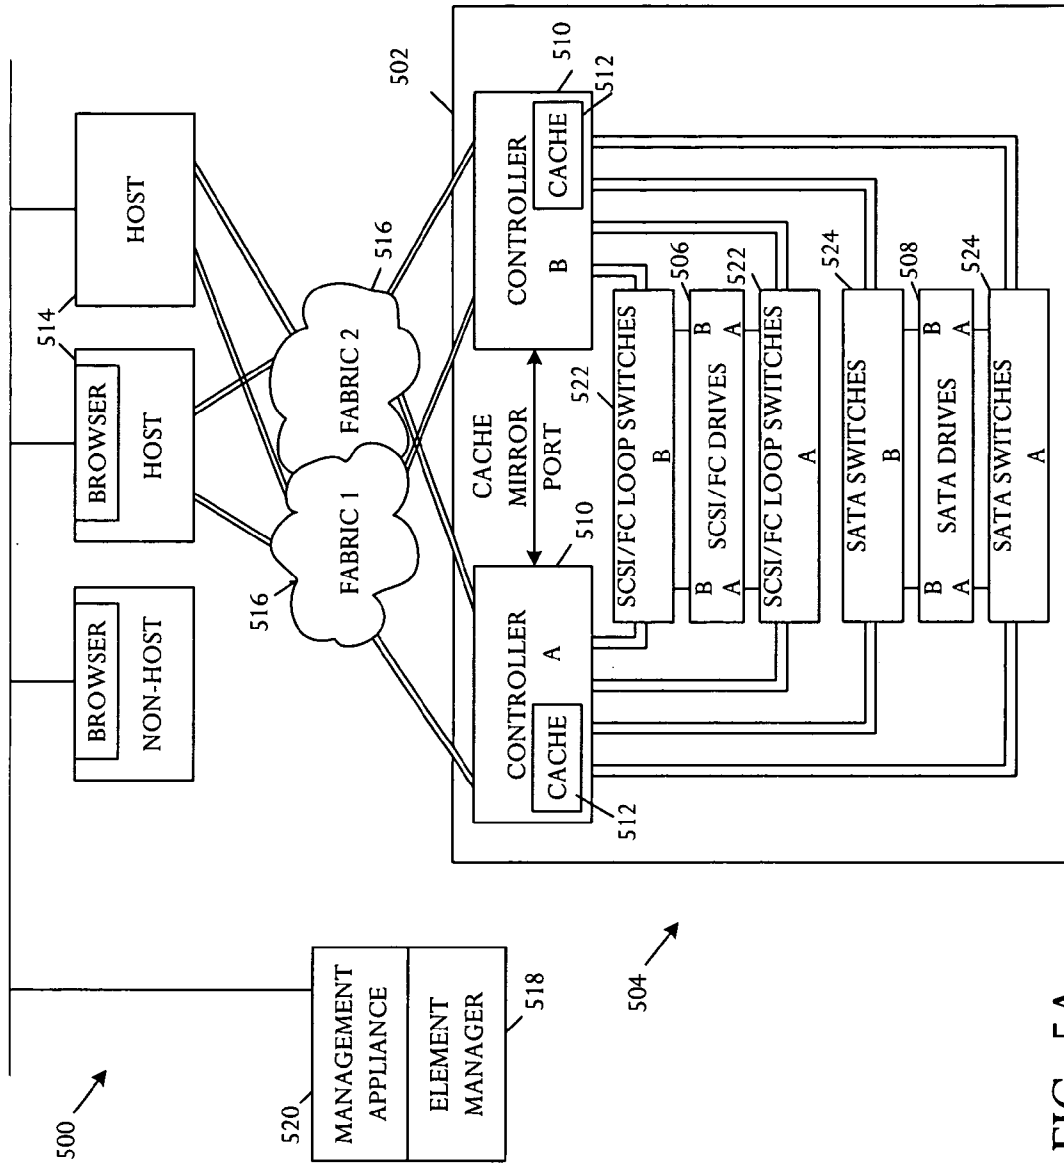 500
520
MANAGEMENT
APPLIANCE
ELEMENT
MANAGER
518
BROWSER
NON-HOST
514
BROWSER
HOST
HOST
516
FABRIC 1
FABRIC 2
516
504
502
CONTROLLER
A
CACHE
512
510
CACHE
MIRROR
PORT
CONTROLLER
B
CACHE
510
512
522
SCSI/FC LOOP SWITCHES
B
506
B
B
SCSI/FC DRIVES
A
A
522
SCSI/FC LOOP SWITCHES
A
524
SATA SWITCHES
B
508
B
B
SATA DRIVES
A
A
524
SATA SWITCHES
A
FIG. 5A